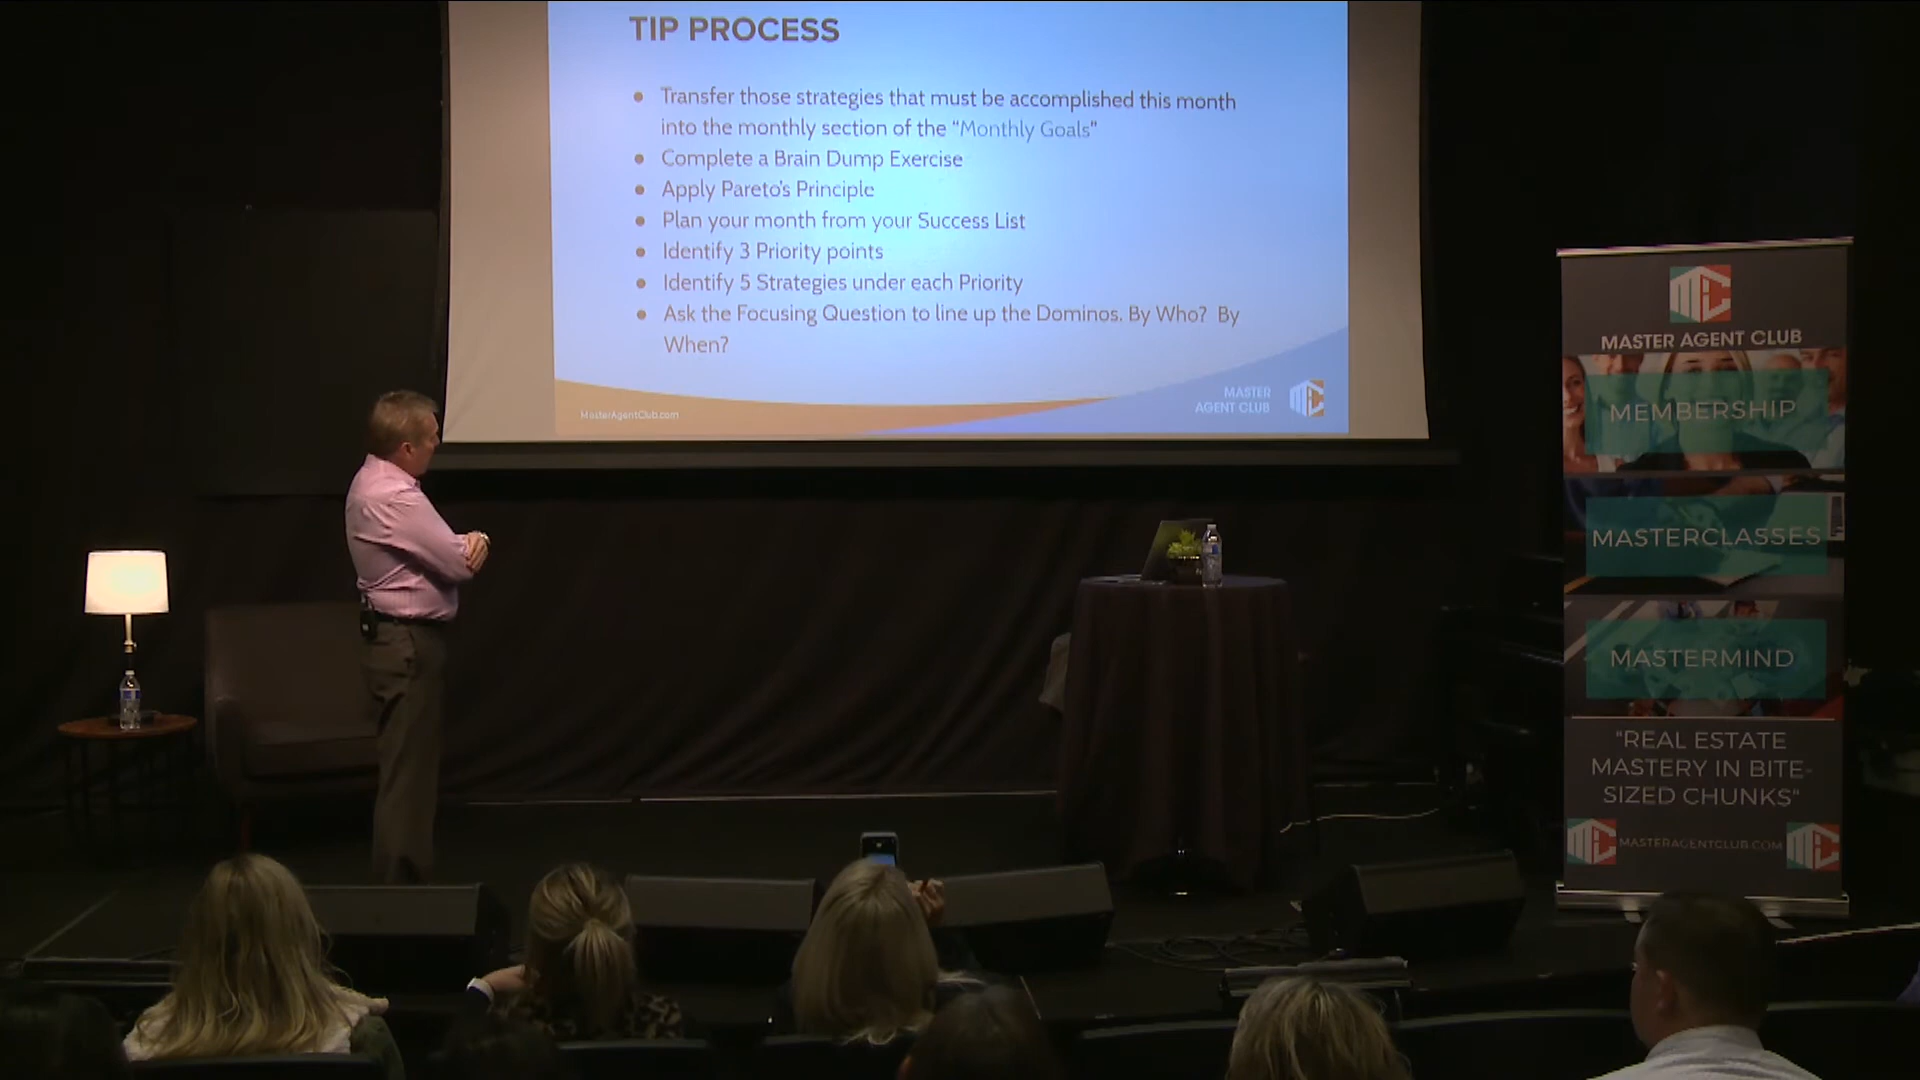 TIP PROCESS
● Transfer those strategies that must be accomplished this month
into the monthly section of the "Monthly Goals"
● Complete a Brain Dump Exercise
● Apply Pareto's Principle
● Plan your month from your Success List
● Identify 3 Priority points
● Identify 5 Strategies under each Priority
● Ask the Focusing Question to line up the Dominos. By Who? By
When?
MasterAgentClub.com
MASTER
AGENT CLUB
MASTER AGENT CLUB
MEMBERSHIP
MASTERCLASSES
MASTERMIND
"REAL ESTATE
MASTERY IN BITE-
SIZED CHUNKS"
MASTERAGENTCLUB.COM